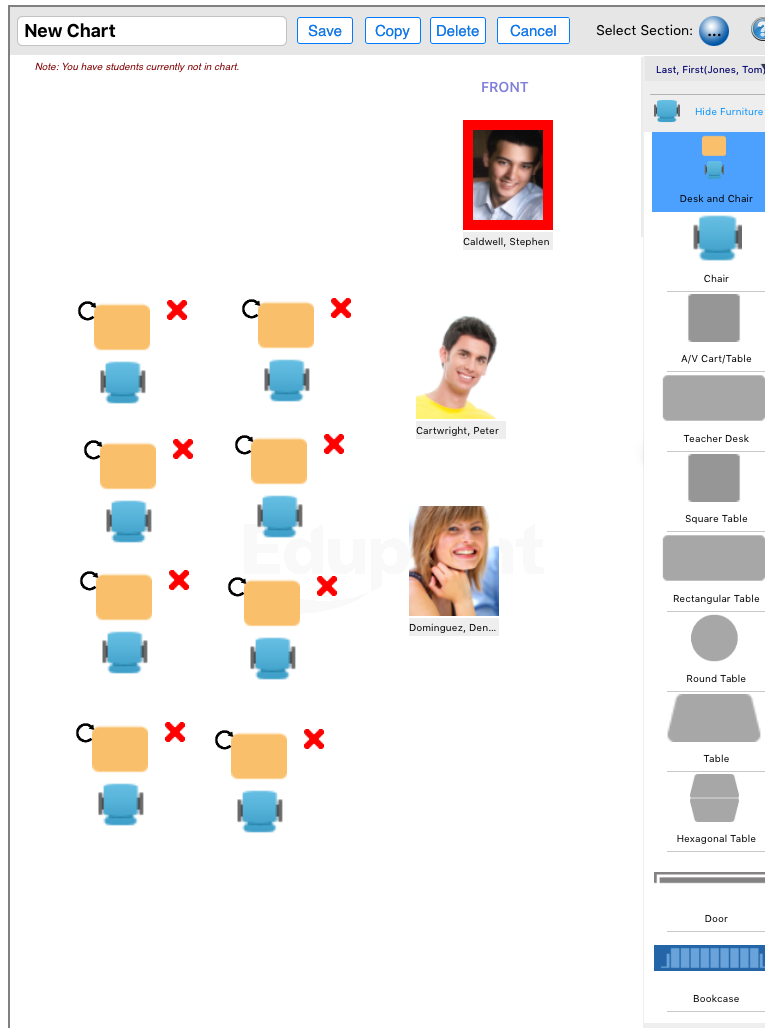 New Chart
Save
Copy
Delete
Cancel
Select Section:
...
Note: You have students currently not in chart.
Last, First(Jones, Tom)
FRONT
Hide Furniture
Desk and Chair
Caldwell, Stephen
Chair
A/V Cart/Table
Cartwright, Peter
Teacher Desk
Square Table
Edupoint
Rectangular Table
Dominguez, Den...
Round Table
Table
Hexagonal Table
Door
Bookcase